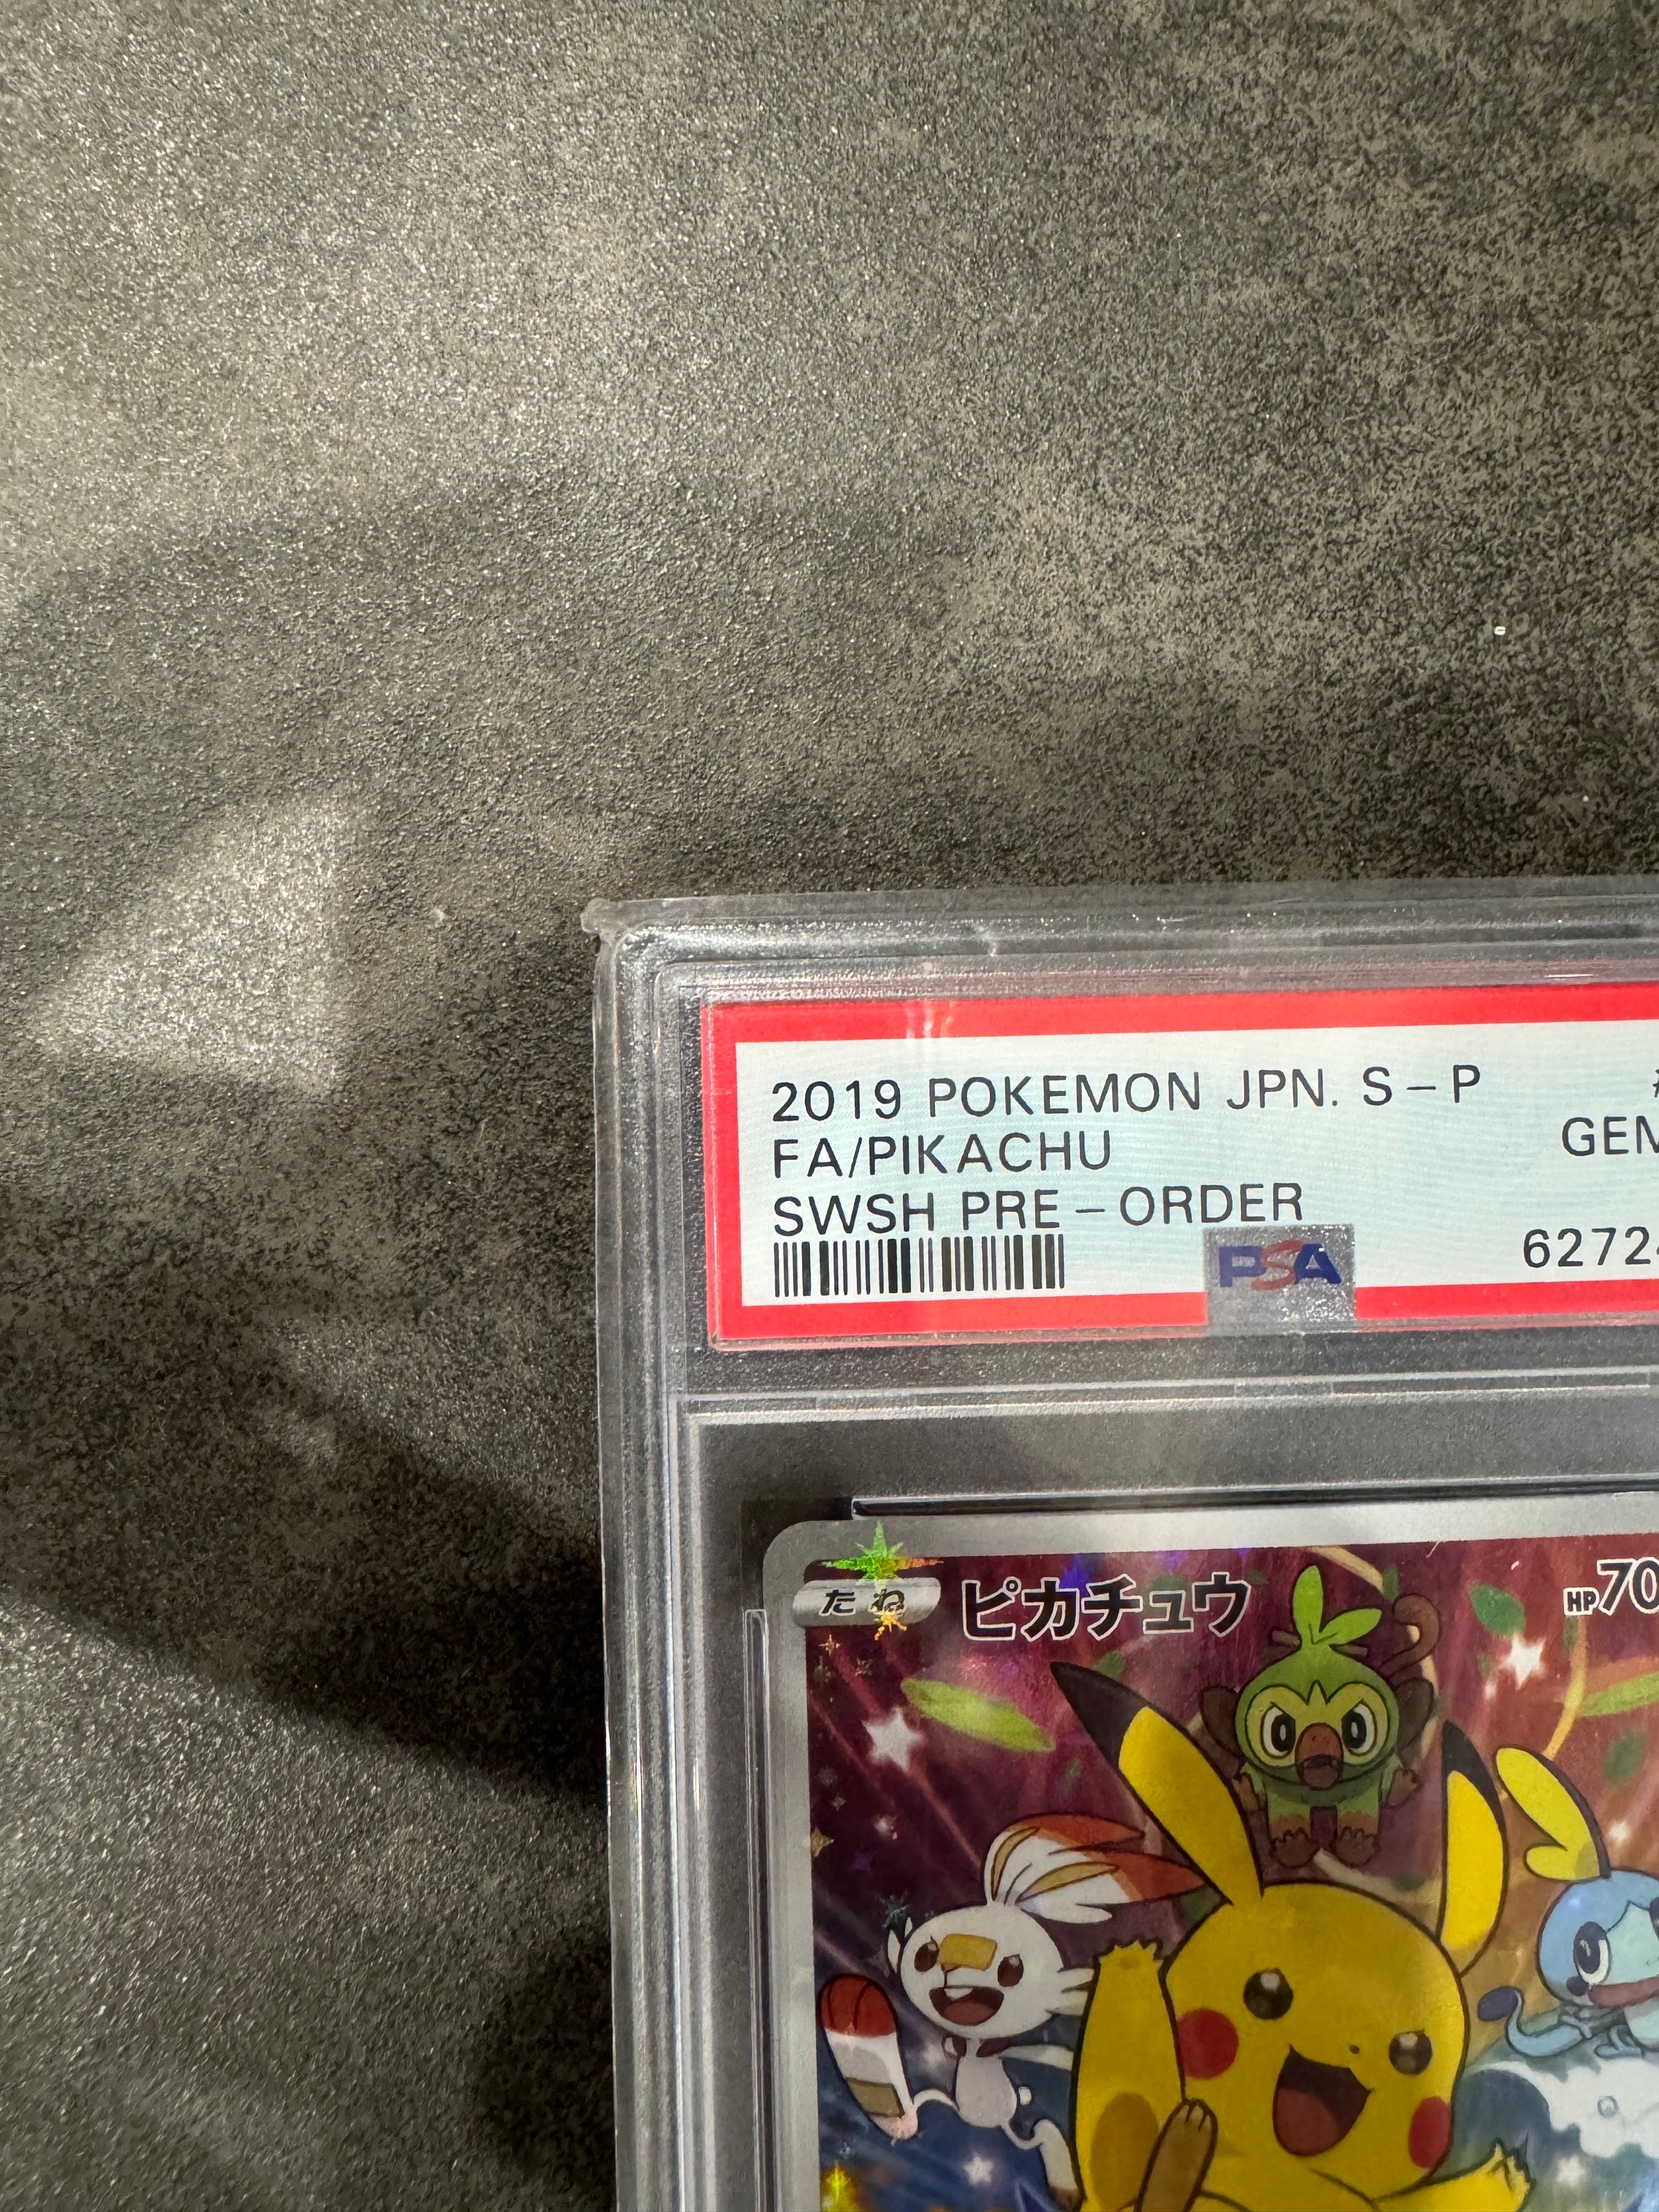 2019 POKEMON JPN. S-P
FA/PIKACHU GEM
SWSH PRE-ORDER
PSA 6272
たね ピカチュウ HP70